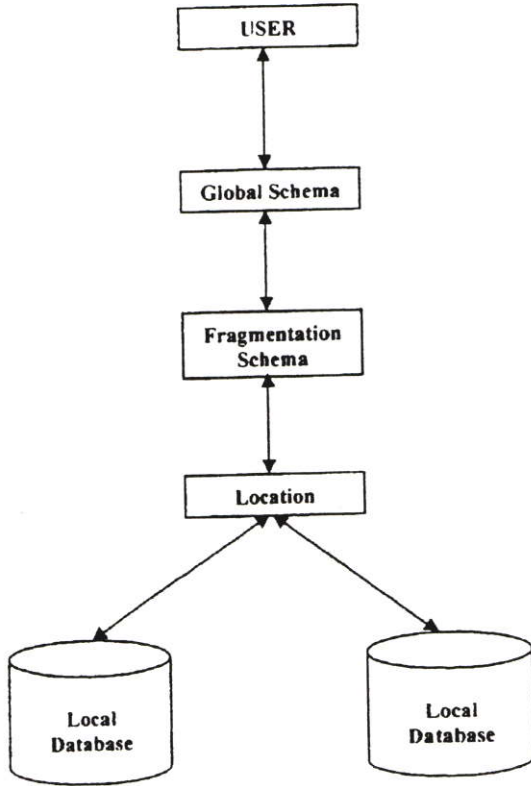 USER
Global Schema
Fragmentation
Schema
Location
Local
Database
Local
Database